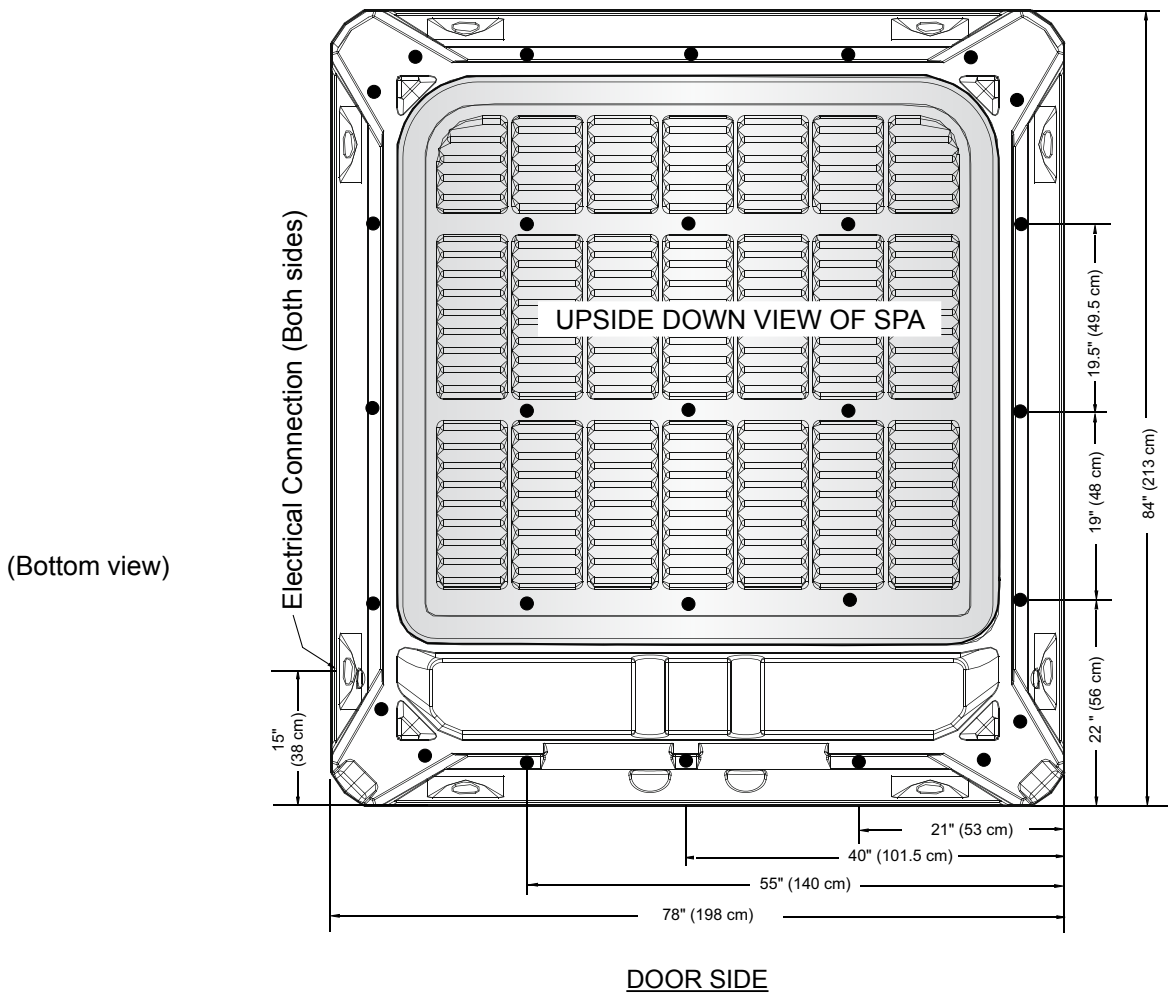 Electrical Connection (Both sides)
UPSIDE DOWN VIEW OF SPA
19.5" (49.5 cm)
19" (48 cm)
84" (213 cm)
(Bottom view)
22 " (56 cm)
15"
(38 cm)
21" (53 cm)
40" (101.5 cm)
55" (140 cm)
78" (198 cm)
DOOR SIDE